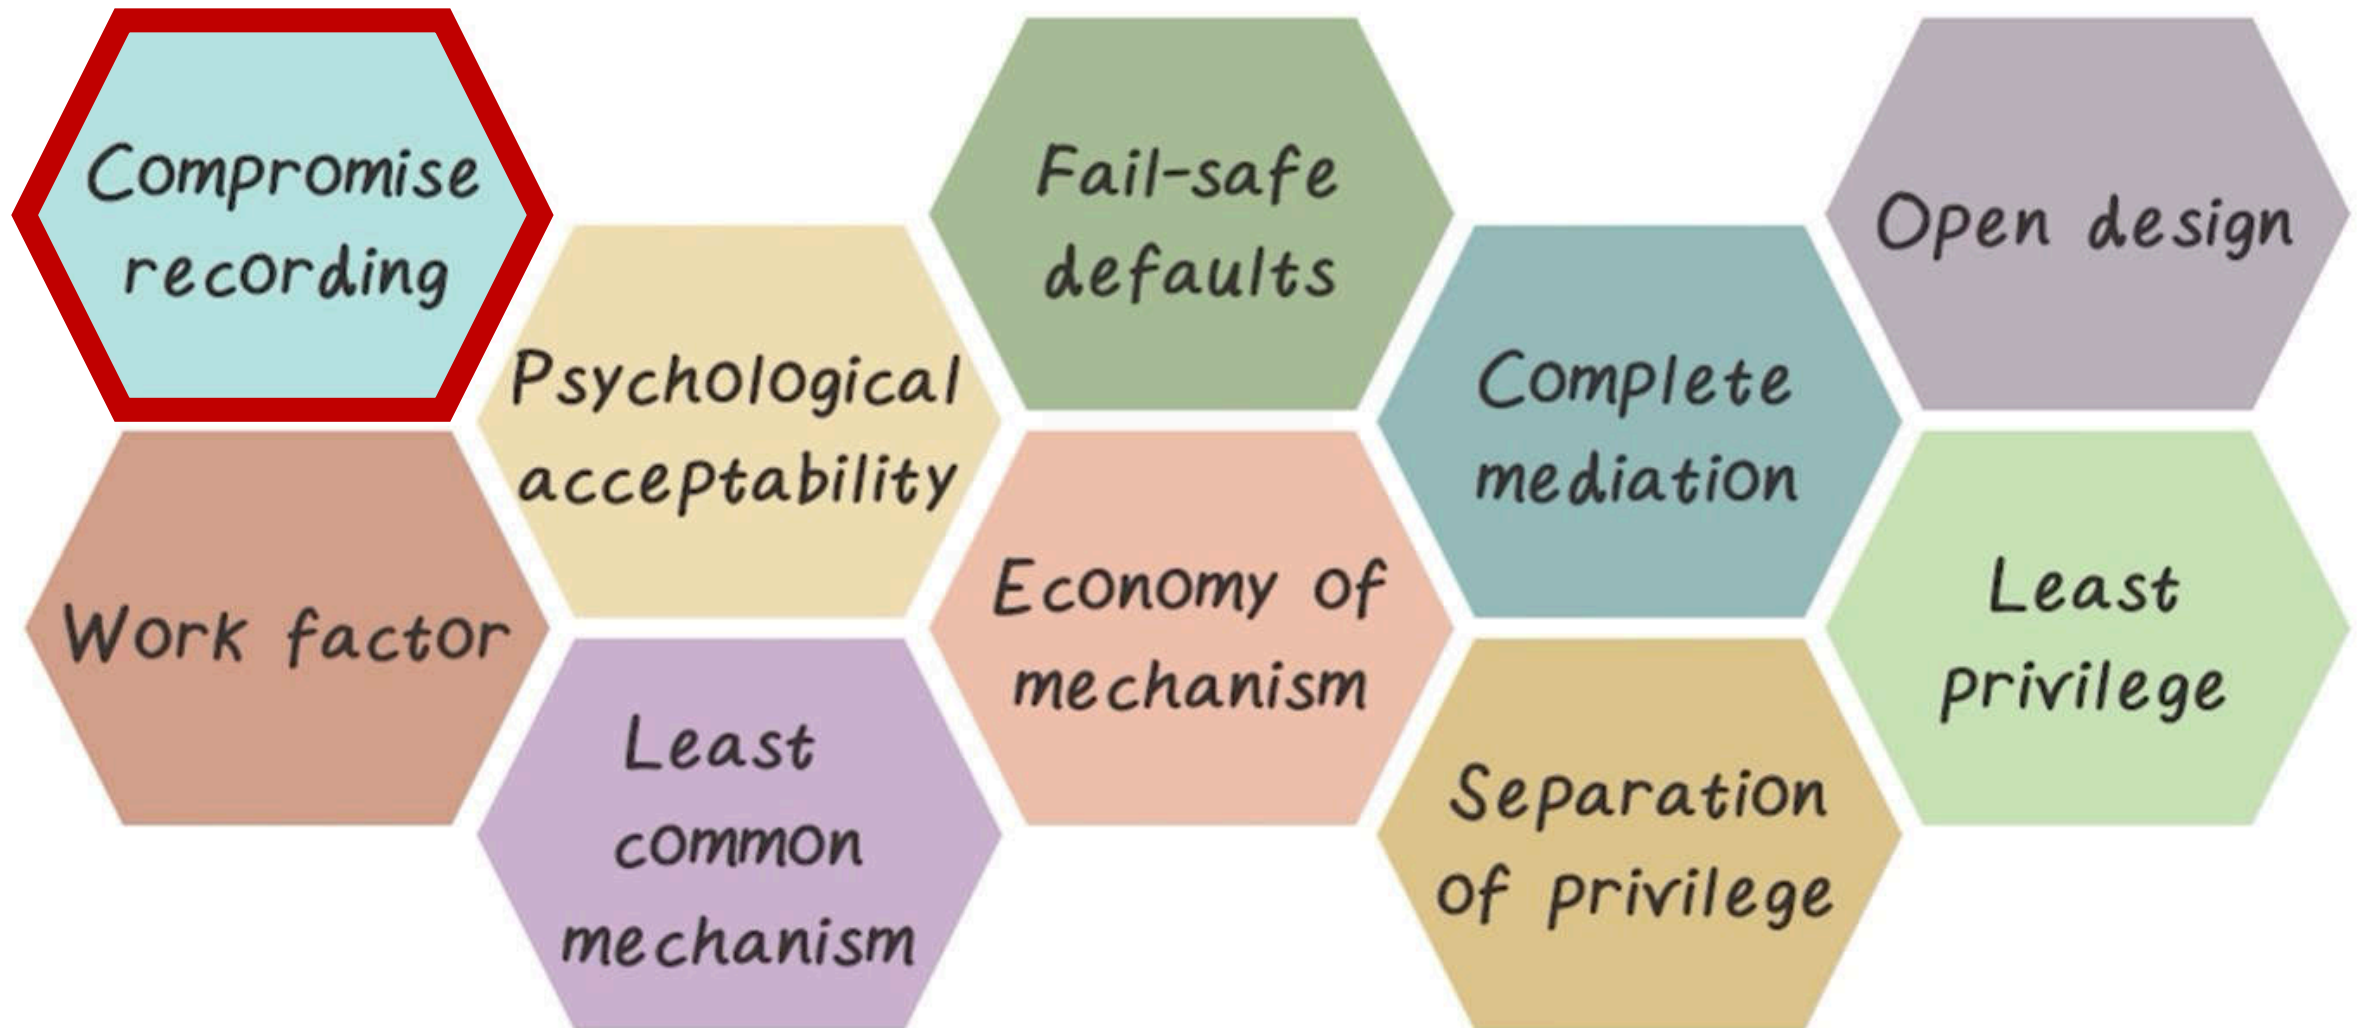 Compromise
recording
Fail-safe
defaults
Open design
Psychological
acceptability
Complete
mediation
Work factor
Economy of
mechanism
Least
privilege
Least
common
mechanism
Separation
of privilege